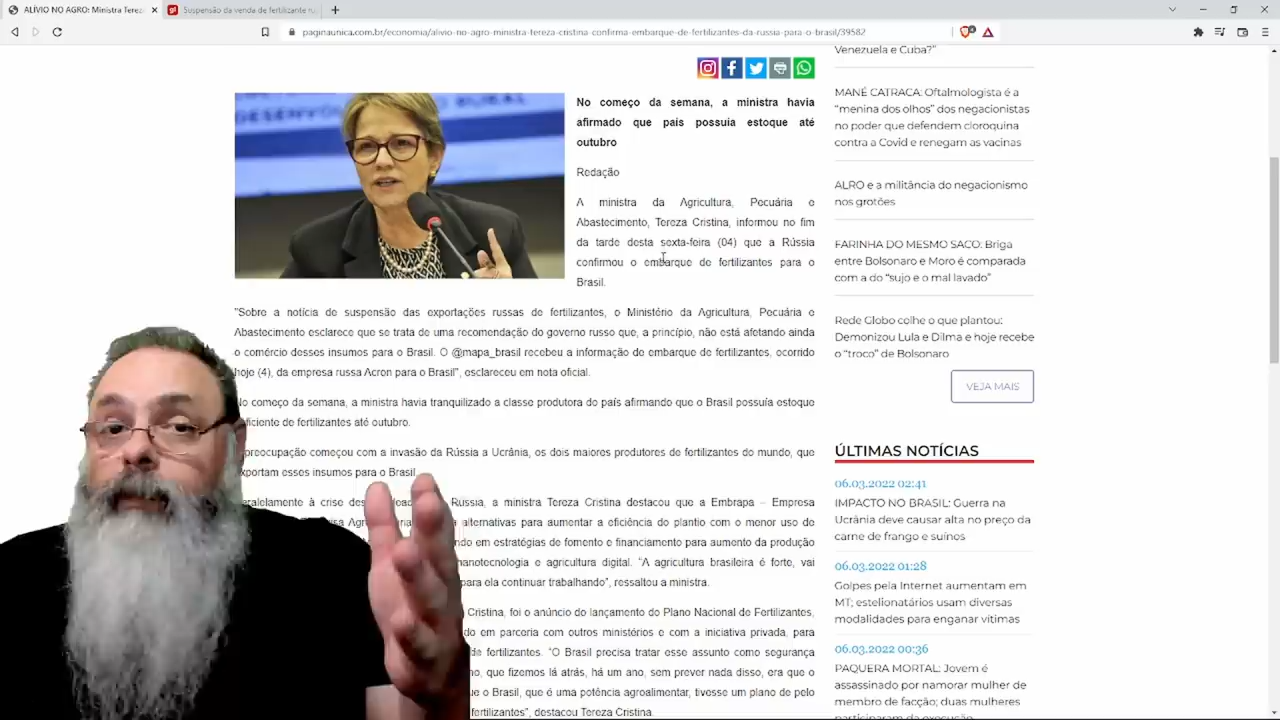 ALÍVIO NO AGRO: Ministra Terez
Suspensão da venda de fertilizante ru
paginaunica.com.br/economia/alivio-no-agro-ministra-tereza-cristina-confirma-embarque-de-fertilizantes-da-russia-para-o-brasil/39582
No começo da semana, a ministra havia
afirmado que país possuia estoque até
outubro
Redação
A ministra da Agricultura, Pecuária e
Abastecimento, Tereza Cristina, informou no fim
da tarde desta sexta-feira (04) que a Rússia
confirmou o embarque de fertilizantes para o
Brasil.
"Sobre a notícia de suspensão das exportações russas de fertilizantes, o Ministério da Agricultura, Pecuária e
Abastecimento esclarece que se trata de uma recomendação do governo russo que, a princípio, não está afetando ainda
o comércio desses insumos para o Brasil. O @mapa_brasil recebeu a informação do embarque de fertilizantes, ocorrido
hoje (4), da empresa russa Acron para o Brasil", esclareceu em nota oficial.
No começo da semana, a ministra havia tranquilizado a classe produtora do país afirmando que o Brasil possuía estoque
ficiente de fertilizantes até outubro.
preocupação começou com a invasão da Rússia a Ucrânia, os dois maiores produtores de fertilizantes do mundo, que
xportam esses insumos para o Brasil.
ralelamente à crise des Rússia, a ministra Tereza Cristina destacou que a Embrapa – Empresa
alternativas para aumentar a eficiência do plantio com o menor uso de
ndo em estratégias de fomento e financiamento para aumento da produção
nanotecnologia e agricultura digital. "A agricultura brasileira é forte, vai
para ela continuar trabalhando", ressaltou a ministra.
Cristina, foi o anúncio do lançamento do Plano Nacional de Fertilizantes,
do em parceria com outros ministérios e com a iniciativa privada, para
de fertilizantes. "O Brasil precisa tratar esse assunto como segurança
no, que fizemos lá atrás, há um ano, sem prever nada disso, era que o
e o Brasil, que é uma potência agroalimentar, tivesse um plano de pelo
fertilizantes", destacou Tereza Cristina.
Venezuela e Cuba?"
MANÉ CATRACA: Oftalmologista é a
"menina dos olhos" dos negacionistas
no poder que defendem cloroquina
contra a Covid e renegam as vacinas
ALRO e a militância do negacionismo
nos grotões
FARINHA DO MESMO SACO: Briga
entre Bolsonaro e Moro é comparada
com a do "sujo e o mal lavado"
Rede Globo colhe o que plantou:
Demonizou Lula e Dilma e hoje recebe
o "troco" de Bolsonaro
VEJA MAIS
ÚLTIMAS NOTÍCIAS
06.03.2022 02:41
IMPACTO NO BRASIL: Guerra na
Ucrânia deve causar alta no preço da
carne de frango e suínos
06.03.2022 01:28
Golpes pela Internet aumentam em
MT; estelionatários usam diversas
modalidades para enganar vítimas
06.03.2022 00:36
PAQUERA MORTAL: Jovem é
assassinado por namorar mulher de
membro de facção; duas mulheres
participaram da execução